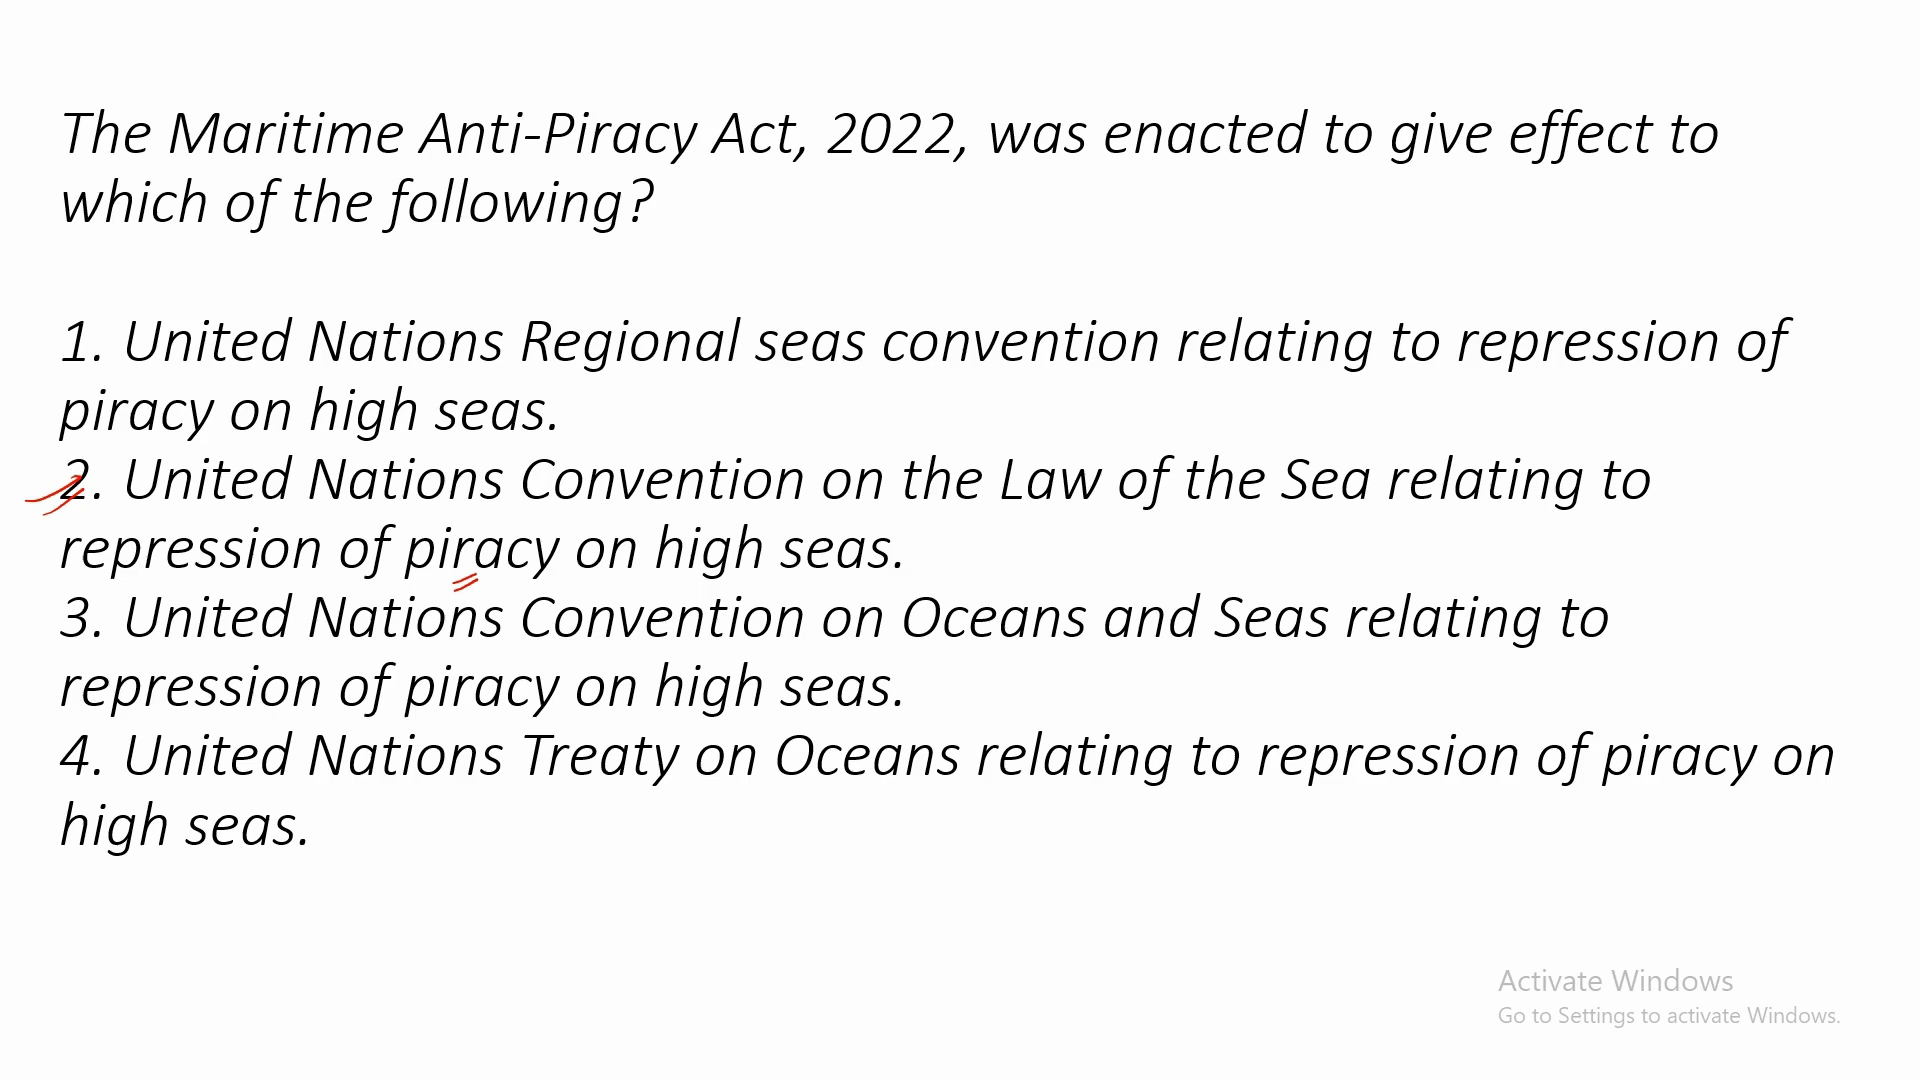 The Maritime Anti-Piracy Act, 2022, was enacted to give effect to
which of the following?
1. United Nations Regional seas convention relating to repression of
piracy on high seas.
2. United Nations Convention on the Law of the Sea relating to
repression of piracy on high seas.
3. United Nations Convention on Oceans and Seas relating to
repression of piracy on high seas.
4. United Nations Treaty on Oceans relating to repression of piracy on
high seas.
Activate Windows
Go to Settings to activate Windows.